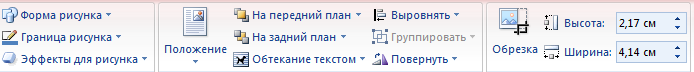 Форма рисунка
Граница рисунка
Эффекты для рисунка
Положение
На передний план
На задний план
Обтекание текстом
Выровнять
Группировать
Повернуть
Обрезка
Высота: 2,17 см
Ширина: 4,14 см